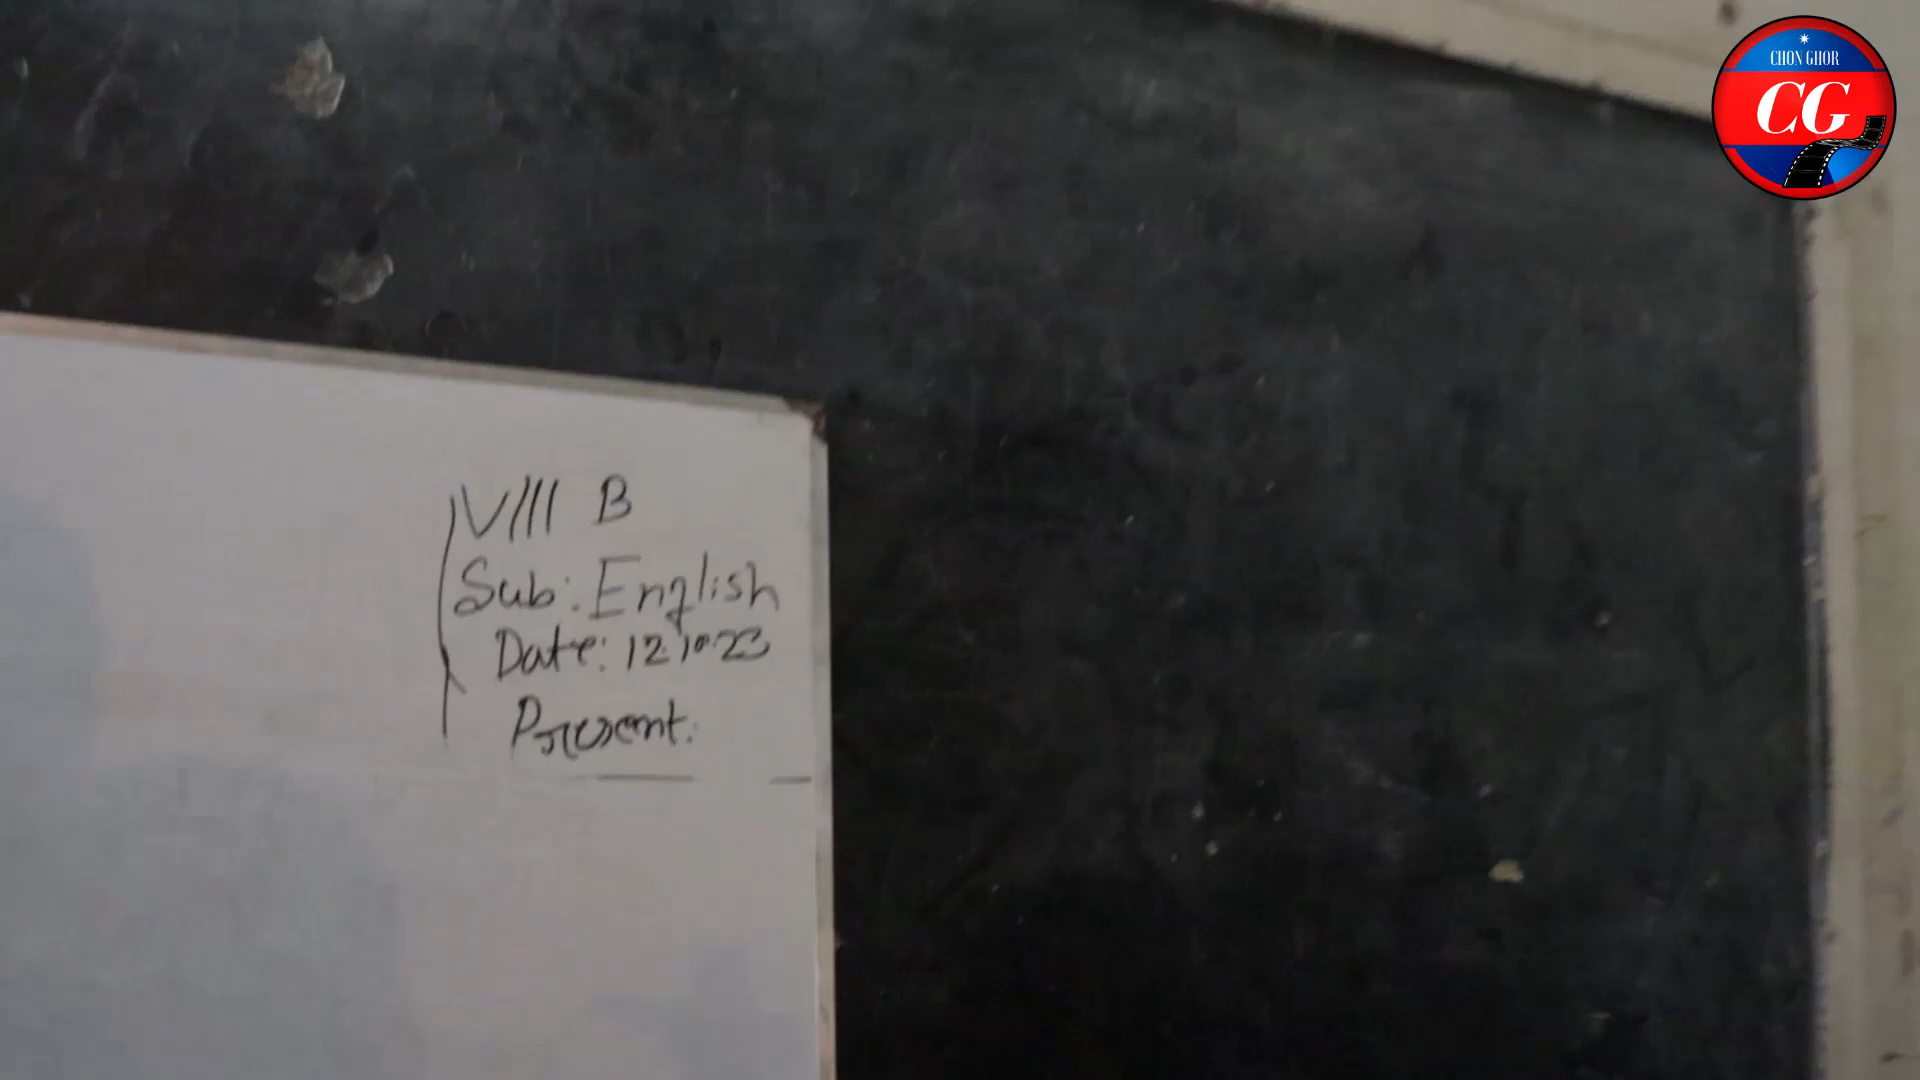 CHON GHOR
CG
VIII B
Sub: English
Date: 12.10.23
Present: